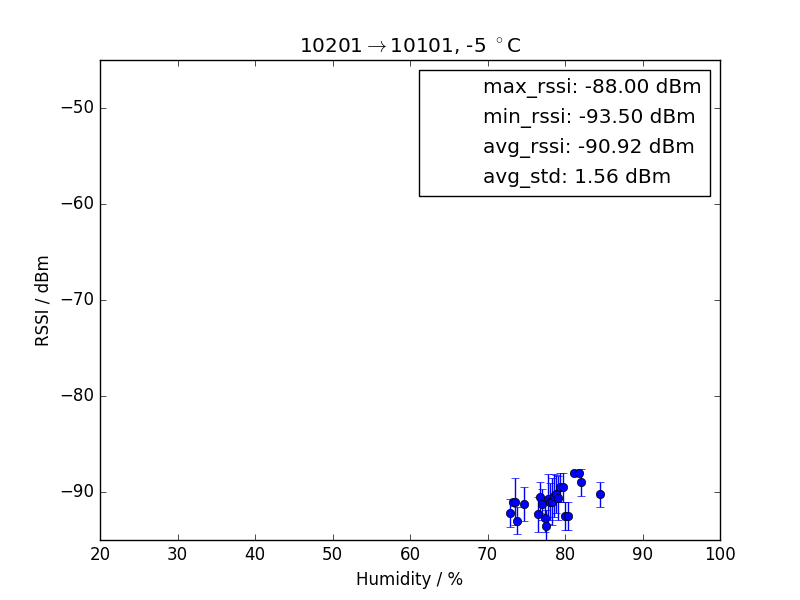 10201→10101, -5 °C
max_rssi: -88.00 dBm
min_rssi: -93.50 dBm
avg_rssi: -90.92 dBm
avg_std: 1.56 dBm
RSSI / dBm
−50
−60
−70
−80
−90
20 30 40 50 60 70 80 90 100
Humidity / %